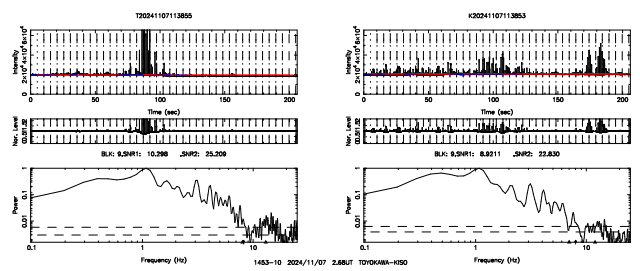 T20241107113855 K20241107113853
Intensity
2×10⁴ 4×10⁴ 6×10⁴
0 50 100 150 200
Time (sec)
Intensity
2×10⁴ 4×10⁴ 6×10⁴
0 50 100 150 200
Time (sec)
Nor. Level
Nor. Level
BLK: 9,SNR1: 10.298 ,SNR2: 25.209
BLK: 9,SNR1: 8.9211 ,SNR2: 22.830
Power
1
0.1
0.01
0.1 1 10
Frequency (Hz)
Power
1
0.1
0.01
0.1 1 10
Frequency (Hz)
1453-10 2024/11/07 2.68UT TOYOKAWA-KISO